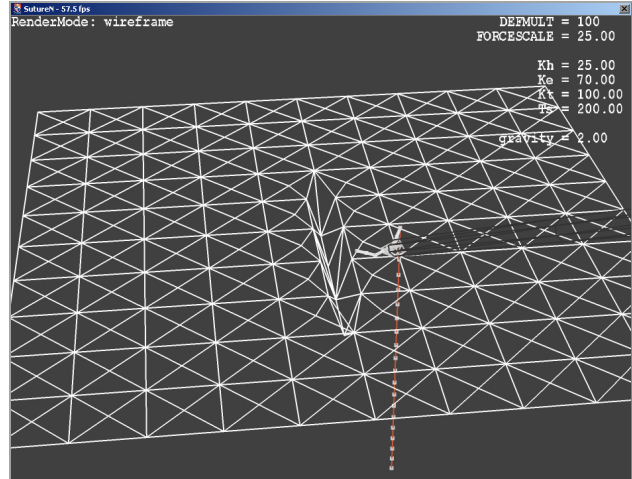 SutureN - 57.5 fps
RenderMode: wireframe
DEFMULT = 100
FORCESCALE = 25.00
Kh = 25.00
Ke = 70.00
Kt = 100.00
Ts = 200.00
gravity = 2.00